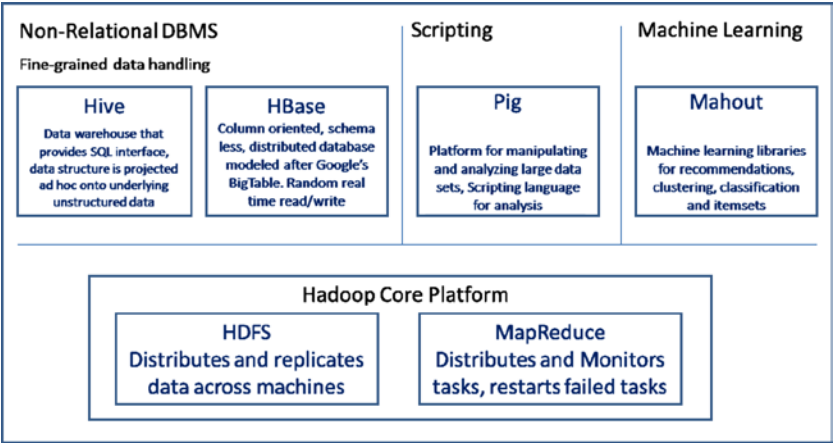 Non-Relational DBMS
Fine-grained data handling
Hive
Data warehouse that
provides SQL interface,
data structure is projected
ad hoc onto underlying
unstructured data
HBase
Column oriented, schema
less, distributed database
modeled after Google's
BigTable. Random real
time read/write
Scripting
Pig
Platform for manipulating
and analyzing large data
sets, Scripting language
for analysis
Machine Learning
Mahout
Machine learning libraries
for recommendations,
clustering, classification
and itemsets
Hadoop Core Platform
HDFS
Distributes and replicates
data across machines
MapReduce
Distributes and Monitors
tasks, restarts failed tasks